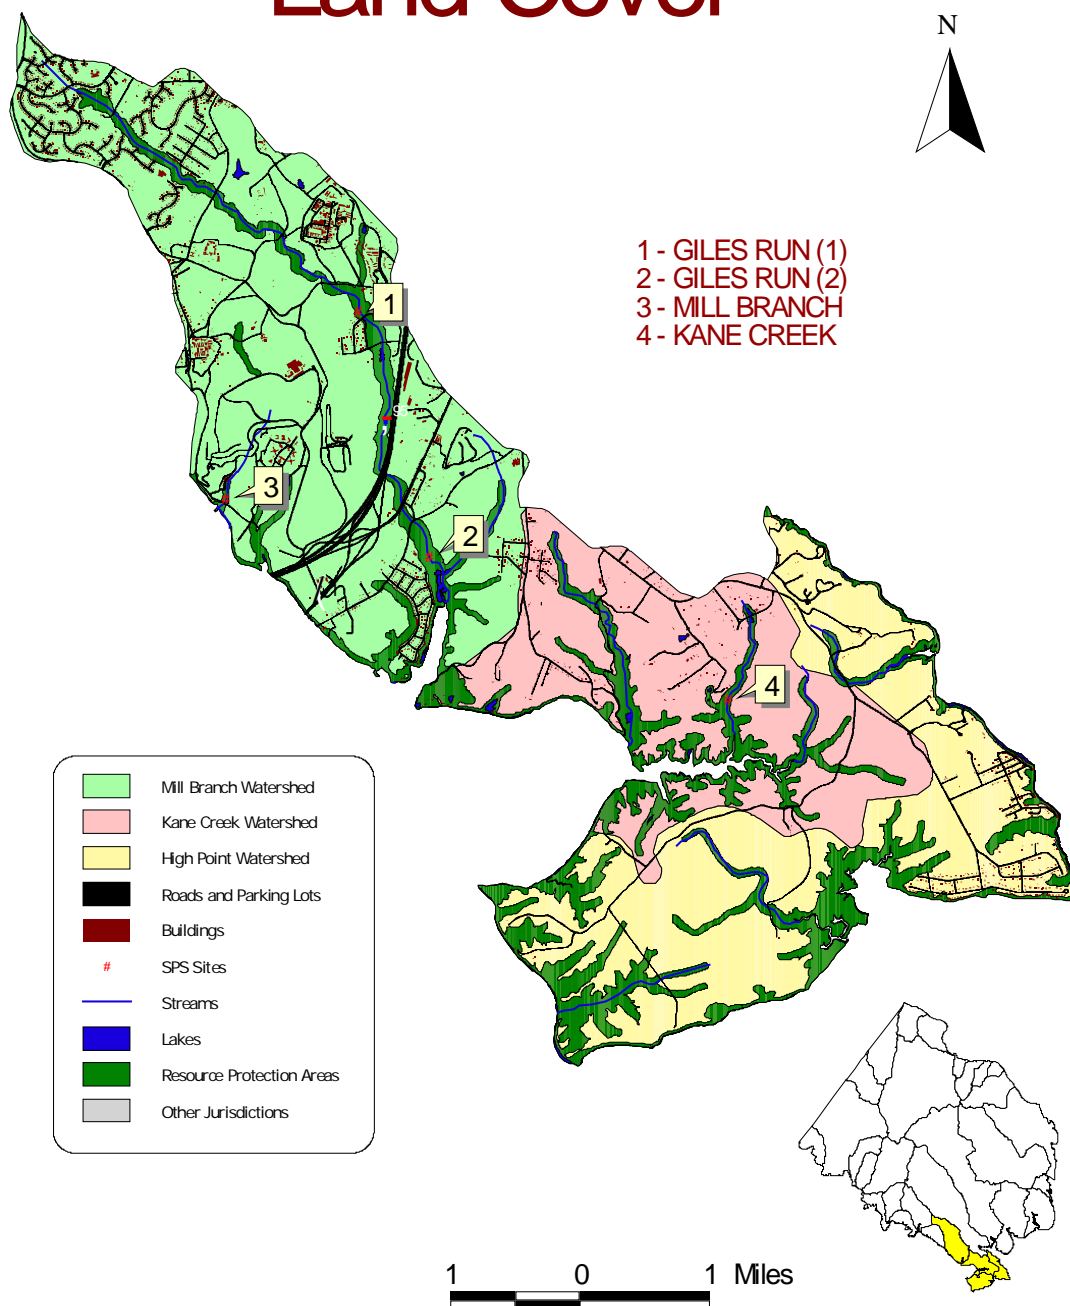 Land Cover
N
1 - GILES RUN (1)
2 - GILES RUN (2)
3 - MILL BRANCH
4 - KANE CREEK
1
3
2
4
Mill Branch Watershed
Kane Creek Watershed
High Point Watershed
Roads and Parking Lots
Buildings
# SPS Sites
Streams
Lakes
Resource Protection Areas
Other Jurisdictions
1 0 1 Miles